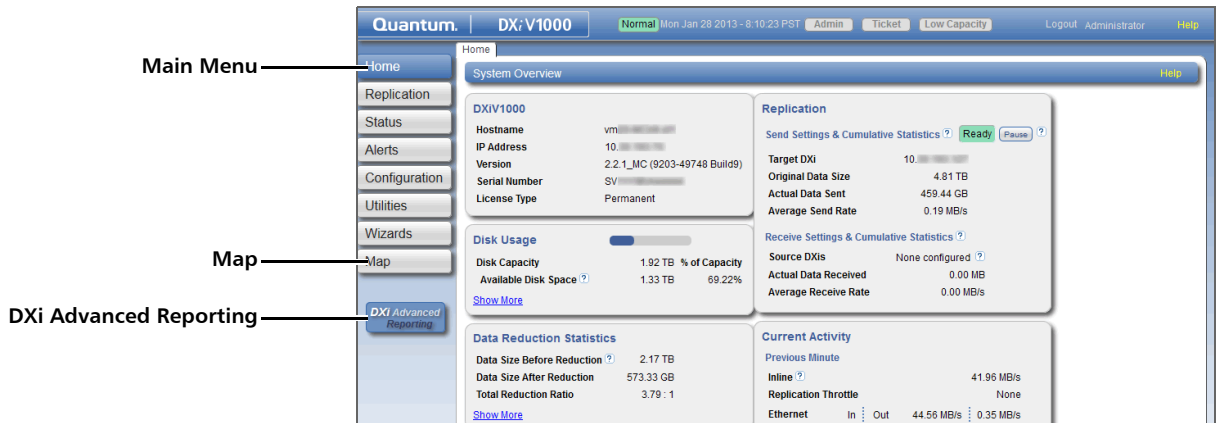 Quantum. DXiV1000 Normal Mon Jan 28 2013 - 8:10:23 PST Admin Ticket Low Capacity Logout Administrator Help
Home
Main Menu
Home
Replication
Status
Alerts
Configuration
Utilities
Wizards
Map
Map
DXi Advanced Reporting
DXi Advanced
Reporting
System Overview Help
DXiV1000
Hostname vm
IP Address 10.
Version 2.2.1_MC (9203-49748 Build9)
Serial Number SV
License Type Permanent
Disk Usage
Disk Capacity 1.92 TB % of Capacity
Available Disk Space ? 1.33 TB 69.22%
Show More
Data Reduction Statistics
Data Size Before Reduction ? 2.17 TB
Data Size After Reduction 573.33 GB
Total Reduction Ratio 3.79 : 1
Show More
Replication
Send Settings & Cumulative Statistics ? Ready Pause ?
Target DXi 10.
Original Data Size 4.81 TB
Actual Data Sent 459.44 GB
Average Send Rate 0.19 MB/s
Receive Settings & Cumulative Statistics ?
Source DXis None configured ?
Actual Data Received 0.00 MB
Average Receive Rate 0.00 MB/s
Current Activity
Previous Minute
Inline ? 41.96 MB/s
Replication Throttle None
Ethernet In Out 44.56 MB/s 0.35 MB/s